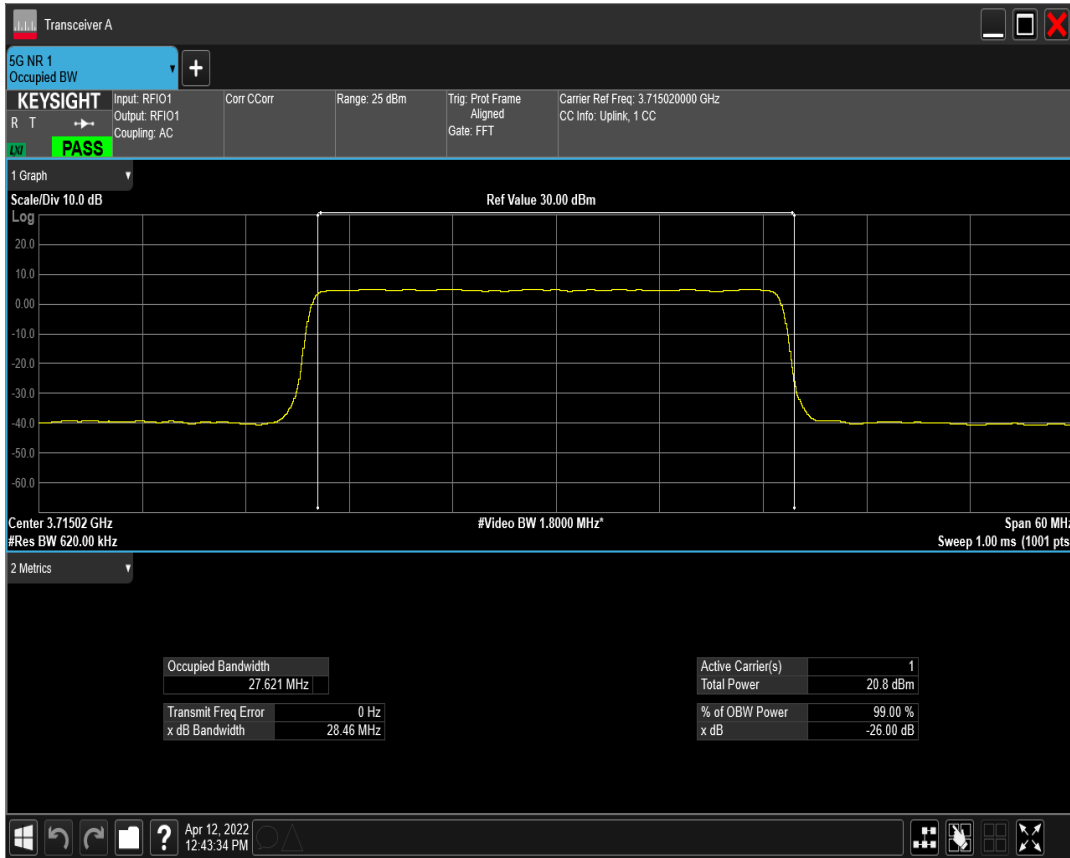 Transceiver A
5G NR 1
Occupied BW
KEYSIGHT
Input: RFIO1
Output: RFIO1
Coupling: AC
Corr CCorr
Range: 25 dBm
Trig: Prot Frame
Aligned
Gate: FFT
Carrier Ref Freq: 3.715020000 GHz
CC Info: Uplink, 1 CC
R T
LXI
PASS
1 Graph
Scale/Div 10.0 dB
Ref Value 30.00 dBm
Log
20.0
10.0
0.00
-10.0
-20.0
-30.0
-40.0
-50.0
-60.0
Center 3.71502 GHz
#Video BW 1.8000 MHz*
Span 60 MHz
#Res BW 620.00 kHz
Sweep 1.00 ms (1001 pts
2 Metrics
Occupied Bandwidth
27.621 MHz
Transmit Freq Error 0 Hz
x dB Bandwidth 28.46 MHz
Active Carrier(s) 1
Total Power 20.8 dBm
% of OBW Power 99.00 %
x dB -26.00 dB
?
Apr 12, 2022
12:43:34 PM